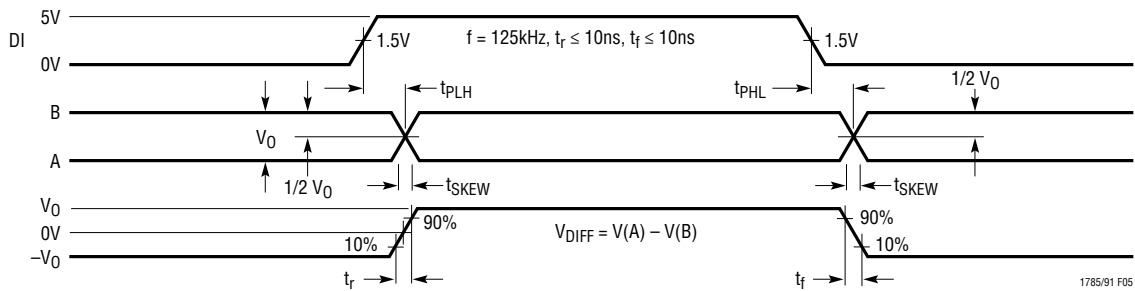 5V
DI
1.5V
f = 125kHz, tr ≤ 10ns, tf ≤ 10ns
1.5V
0V
tPLH
tPHL
1/2 VO
B
VO
A
1/2 VO
tSKEW
tSKEW
VO
90%
VDIFF = V(A) – V(B)
90%
0V
10%
10%
–VO
tr
tf
1785/91 F05